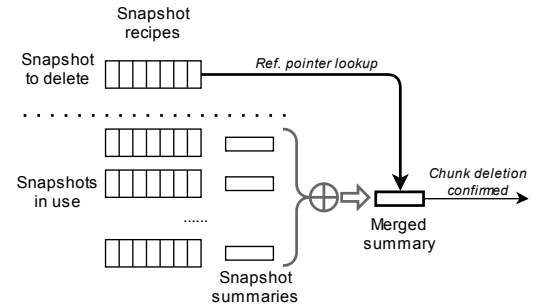 Snapshot
recipes
Snapshot
to delete
Ref. pointer lookup
Snapshots
in use
......
Chunk deletion
confirmed
Merged
summary
Snapshot
summaries